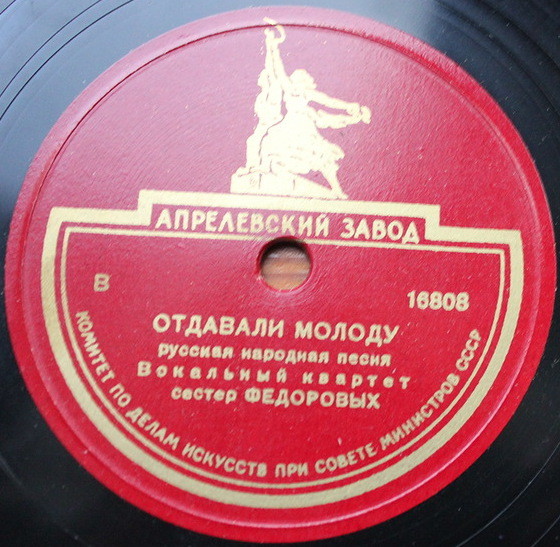 АПРЕЛЕВСКИЙ ЗАВОД
В
16808
ОТДАВАЛИ МОЛОДУ
русская народная песня
Вокальный квартет
сестер ФЕДОРОВЫХ
КОМИТЕТ ПО ДЕЛАМ ИСКУССТВ ПРИ СОВЕТЕ МИНИСТРОВ СССР